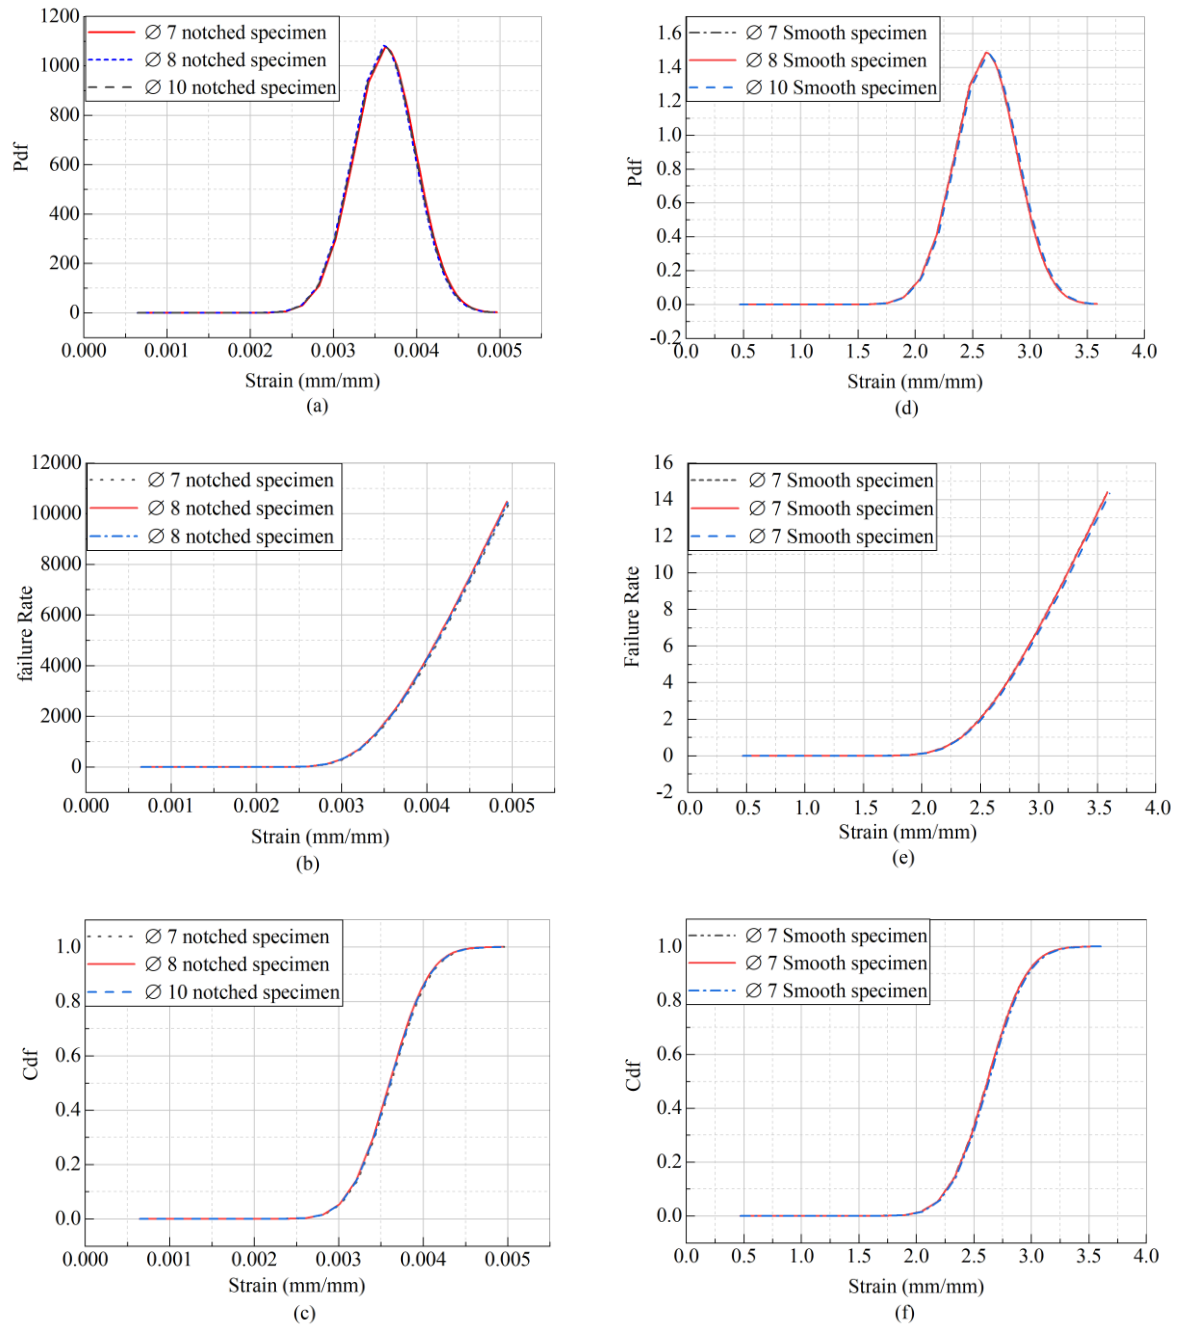 1200
1000
800
600
400
200
0
Pdf
∅ 7 notched specimen
∅ 8 notched specimen
∅ 10 notched specimen
0.000 0.001 0.002 0.003 0.004 0.005
Strain (mm/mm)
(a)
1.6
1.4
1.2
1.0
0.8
0.6
0.4
0.2
0.0
-0.2
Pdf
∅ 7 Smooth specimen
∅ 8 Smooth specimen
∅ 10 Smooth specimen
0.0 0.5 1.0 1.5 2.0 2.5 3.0 3.5 4.0
Strain (mm/mm)
(d)
12000
10000
8000
6000
4000
2000
0
failure Rate
∅ 7 notched specimen
∅ 8 notched specimen
∅ 8 notched specimen
0.000 0.001 0.002 0.003 0.004 0.005
Strain (mm/mm)
(b)
16
14
12
10
8
6
4
2
0
-2
Failure Rate
∅ 7 Smooth specimen
∅ 7 Smooth specimen
∅ 7 Smooth specimen
0.0 0.5 1.0 1.5 2.0 2.5 3.0 3.5 4.0
Strain (mm/mm)
(e)
1.0
0.8
0.6
0.4
0.2
0.0
Cdf
∅ 7 notched specimen
∅ 8 notched specimen
∅ 10 notched specimen
0.000 0.001 0.002 0.003 0.004 0.005
Strain (mm/mm)
(c)
1.0
0.8
0.6
0.4
0.2
0.0
Cdf
∅ 7 Smooth specimen
∅ 7 Smooth specimen
∅ 7 Smooth specimen
0.0 0.5 1.0 1.5 2.0 2.5 3.0 3.5 4.0
Strain (mm/mm)
(f)